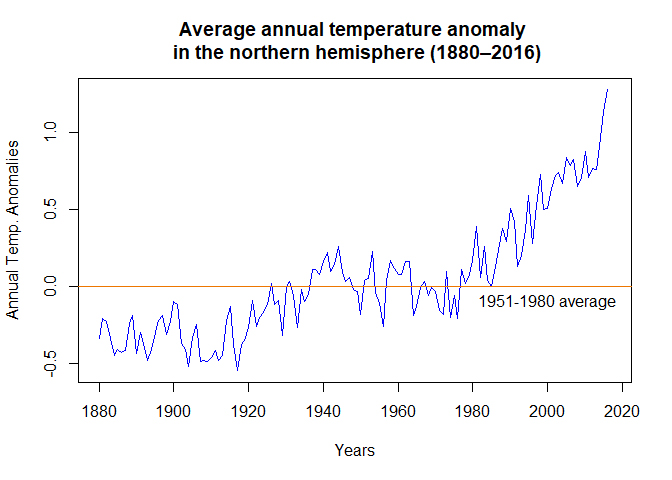 Average annual temperature anomaly
in the northern hemisphere (1880–2016)
Annual Temp. Anomalies
1.0
0.5
0.0
-0.5
1951-1980 average
1880 1900 1920 1940 1960 1980 2000 2020
Years